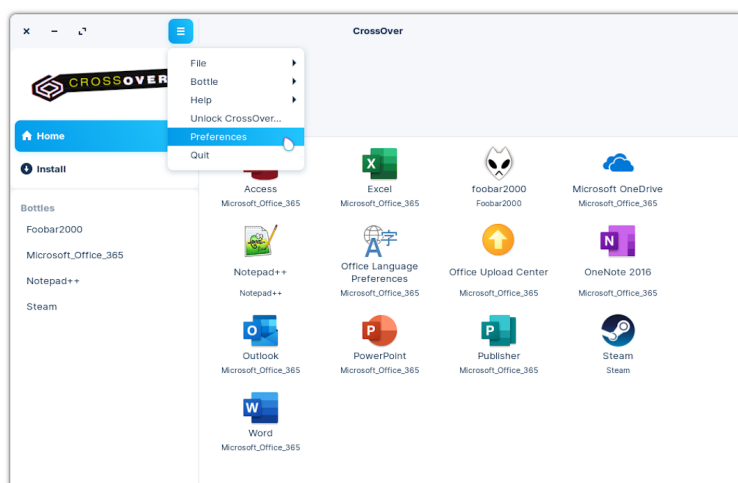 CrossOver
CROSSOVER
File
Bottle
Help
Unlock CrossOver...
Preferences
Quit
Home
Install
Bottles
Foobar2000
Microsoft_Office_365
Notepad++
Steam
Access
Microsoft_Office_365
Excel
Microsoft_Office_365
foobar2000
Foobar2000
Microsoft OneDrive
Microsoft_Office_365
Notepad++
Notepad++
Office Language
Preferences
Microsoft_Office_365
Office Upload Center
Microsoft_Office_365
OneNote 2016
Microsoft_Office_365
Outlook
Microsoft_Office_365
PowerPoint
Microsoft_Office_365
Publisher
Microsoft_Office_365
Steam
Steam
Word
Microsoft_Office_365